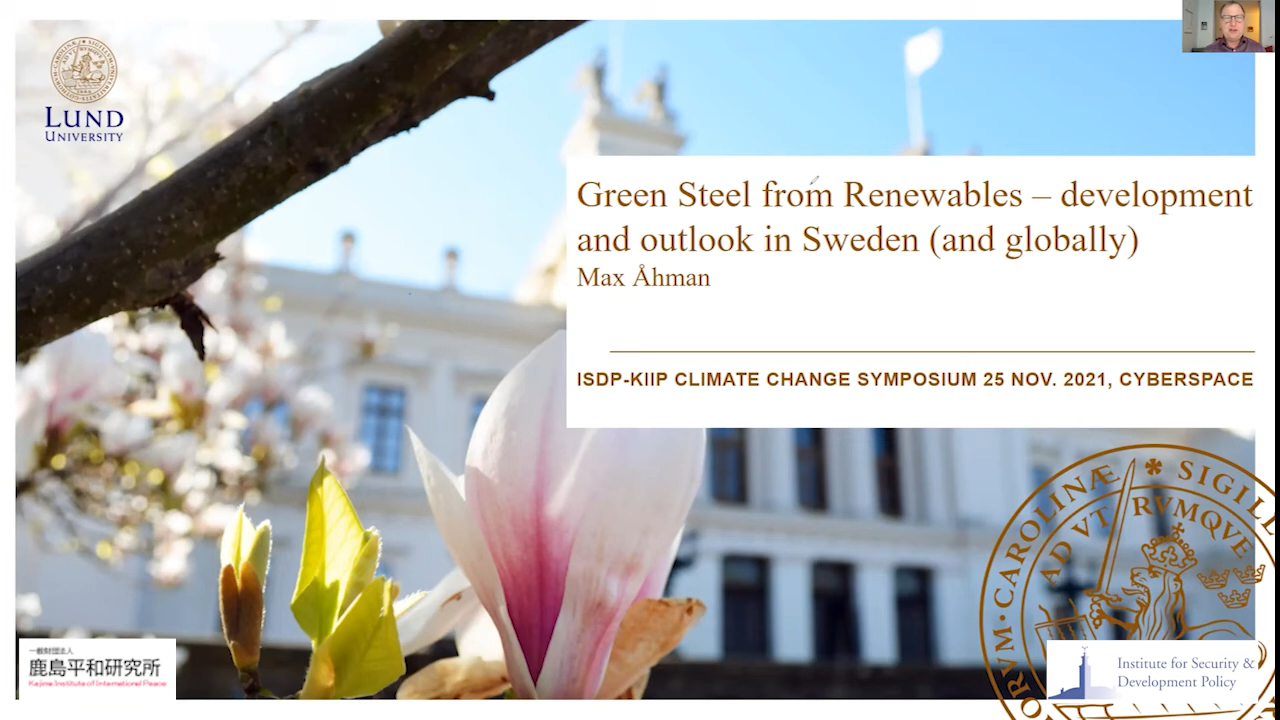 LUND
UNIVERSITY
Green Steel from Renewables – development
and outlook in Sweden (and globally)
Max Åhman
ISDP-KIIP CLIMATE CHANGE SYMPOSIUM 25 NOV. 2021, CYBERSPACE
ORVM · CAROLINÆ * SIGILL
AD VT RVMQVE
一般財団法人
鹿島平和研究所
Kajima Institute of International Peace
Institute for Security &
Development Policy